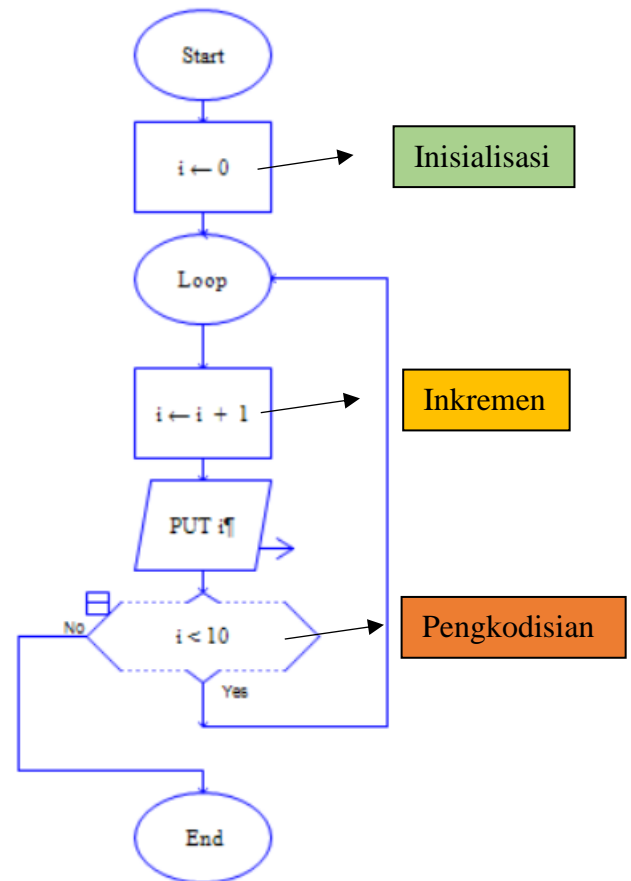 Start
i ← 0
Inisialisasi
Loop
i ← i + 1
Inkremen
PUT i¶
i < 10
Pengkodisian
No
Yes
End